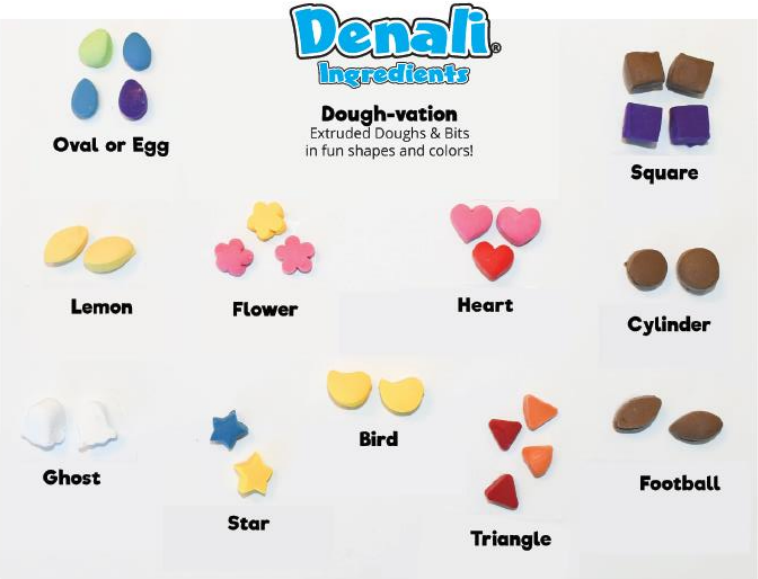 Denali®
Ingredients
Dough-vation
Extruded Doughs & Bits
in fun shapes and colors!
Oval or Egg
Square
Lemon
Flower
Heart
Cylinder
Ghost
Star
Bird
Triangle
Football